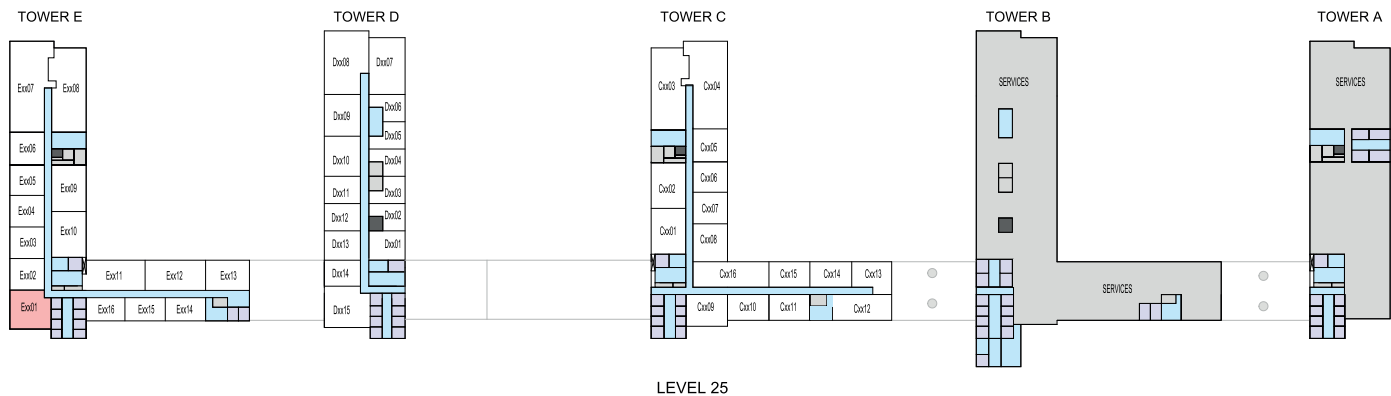 TOWER E
TOWER D
TOWER C
TOWER B
TOWER A
Exx07
Exx08
Exx06
Exx05
Exx09
Exx04
Exx03
Exx10
Exx02
Exx11
Exx12
Exx13
Exx01
Exx16
Exx15
Exx14
Dxx08
Dxx07
Dxx09
Dxx06
Dxx05
Dxx10
Dxx04
Dxx11
Dxx03
Dxx12
Dxx02
Dxx13
Dxx01
Dxx14
Dxx15
Cxx03
Cxx04
Cxx05
Cxx02
Cxx06
Cxx07
Cxx01
Cxx08
Cxx16
Cxx15
Cxx14
Cxx13
Cxx09
Cxx10
Cxx11
Cxx12
SERVICES
SERVICES
SERVICES
LEVEL 25